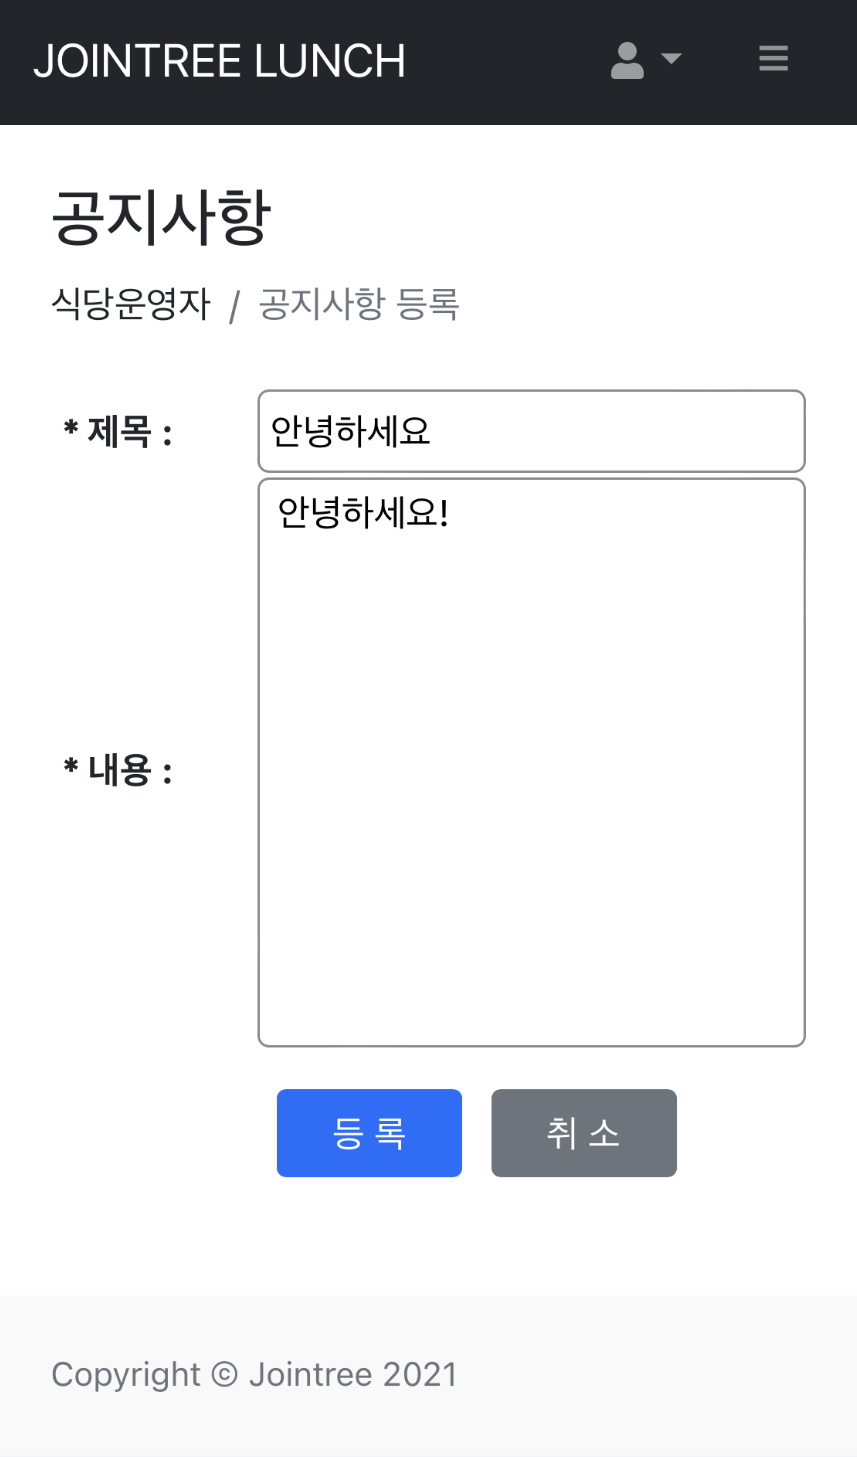 JOINTREE LUNCH
공지사항
식당운영자 / 공지사항 등록
* 제목 : 안녕하세요
안녕하세요!
* 내용 :
등 록 취 소
Copyright © Jointree 2021